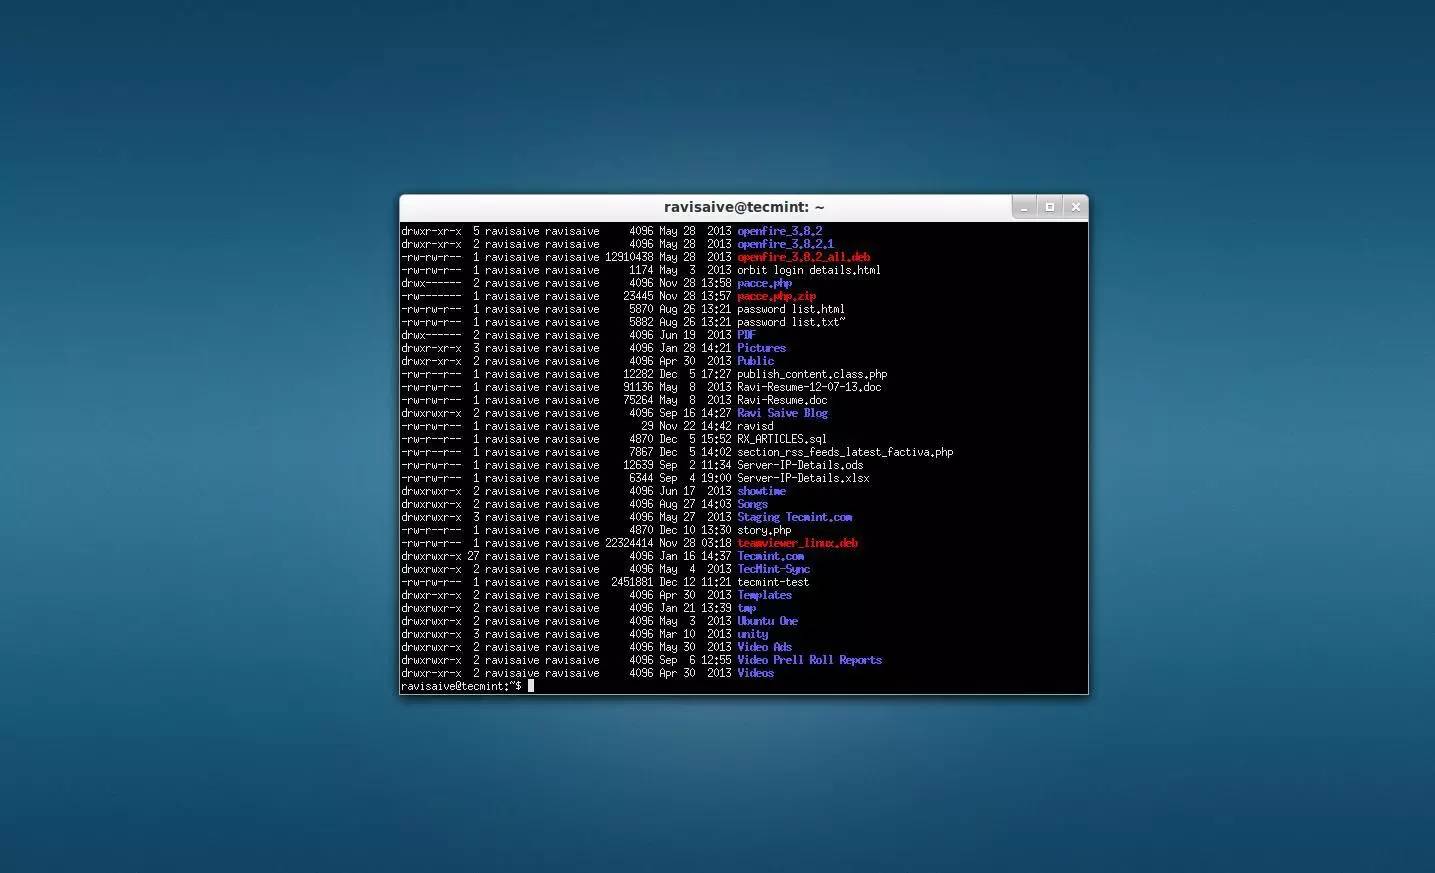 ravisaive@tecmint: ~
drwxr-xr-x 5 ravisaive ravisaive 4096 May 28 2013 openfire_3.8.2
drwxr-xr-x 2 ravisaive ravisaive 4096 May 28 2013 openfire_3.8.2.1
-rw-rw-r-- 1 ravisaive ravisaive 12910438 May 28 2013 openfire_3.8.2_all.deb
-rw-rw-r-- 1 ravisaive ravisaive 1174 May 3 2013 orbit login details.html
drwx------ 2 ravisaive ravisaive 4096 Nov 28 13:58 pacce.php
-rw------- 1 ravisaive ravisaive 23445 Nov 28 13:57 pacce.php.zip
-rw-rw-r-- 1 ravisaive ravisaive 5870 Aug 26 13:21 password list.html
-rw-rw-r-- 1 ravisaive ravisaive 5882 Aug 26 13:21 password list.txt~
drwx------ 2 ravisaive ravisaive 4096 Jun 19 2013 PDF
drwxr-xr-x 3 ravisaive ravisaive 4096 Jan 28 14:21 Pictures
drwxr-xr-x 2 ravisaive ravisaive 4096 Apr 30 2013 Public
-rw-r--r-- 1 ravisaive ravisaive 12282 Dec 5 17:27 publish_content.class.php
-rw-rw-r-- 1 ravisaive ravisaive 91136 May 8 2013 Ravi-Resume-12-07-13.doc
-rw-rw-r-- 1 ravisaive ravisaive 75264 May 8 2013 Ravi-Resume.doc
drwxrwxr-x 2 ravisaive ravisaive 4096 Sep 16 14:27 Ravi Saive Blog
-rw-rw-r-- 1 ravisaive ravisaive 29 Nov 22 14:42 ravisd
-rw-r--r-- 1 ravisaive ravisaive 4870 Dec 5 15:52 RX_ARTICLES.sql
-rw-r--r-- 1 ravisaive ravisaive 7867 Dec 5 14:02 section_rss_feeds_latest_factiva.php
-rw-rw-r-- 1 ravisaive ravisaive 12639 Sep 2 11:34 Server-IP-Details.ods
-rw-rw-r-- 1 ravisaive ravisaive 6344 Sep 4 19:00 Server-IP-Details.xlsx
drwxrwxr-x 2 ravisaive ravisaive 4096 Jun 17 2013 showtime
drwxrwxr-x 2 ravisaive ravisaive 4096 Aug 27 14:03 Songs
drwxrwxr-x 3 ravisaive ravisaive 4096 May 27 2013 Staging Tecmint.com
-rw-r--r-- 1 ravisaive ravisaive 4870 Dec 10 13:30 story.php
-rw-r--r-- 1 ravisaive ravisaive 22324414 Nov 28 03:18 teamviewer_linux.deb
drwxrwxr-x 27 ravisaive ravisaive 4096 Jan 16 14:37 Tecmint.com
drwxrwxr-x 2 ravisaive ravisaive 4096 May 4 2013 TecMint-Sync
-rw-rw-r-- 1 ravisaive ravisaive 2451881 Dec 12 11:21 tecmint-test
drwxr-xr-x 2 ravisaive ravisaive 4096 Apr 30 2013 Templates
drwxrwxr-x 2 ravisaive ravisaive 4096 Jan 21 13:39 tmp
drwxrwxr-x 2 ravisaive ravisaive 4096 May 3 2013 Ubuntu One
drwxrwxr-x 3 ravisaive ravisaive 4096 Mar 10 2013 unity
drwxrwxr-x 2 ravisaive ravisaive 4096 May 30 2013 Video Ads
drwxrwxr-x 2 ravisaive ravisaive 4096 Sep 6 12:55 Video Prell Roll Reports
drwxr-xr-x 2 ravisaive ravisaive 4096 Apr 30 2013 Videos
ravisaive@tecmint:~$